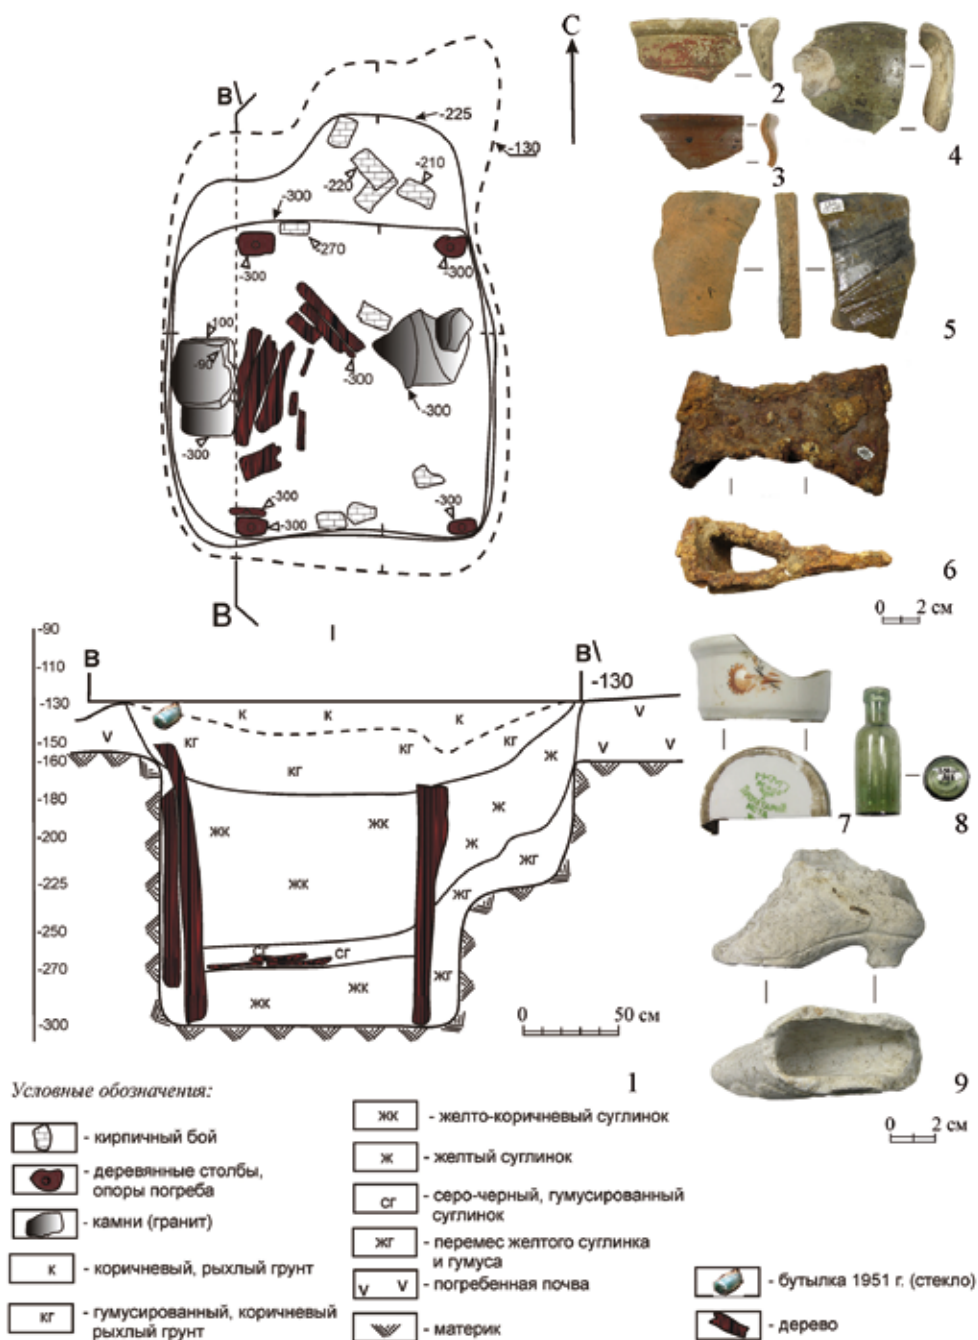 С
B\
-225
-130
-210
-220
-300
-270
-300
-300
100
-90
-300
-300
-300
-300
-300
-300
B
2
3
4
5
6
0 2 см
I
-90
-110
-130
-150
-160
-180
-200
-225
-250
-270
-300
B
B\
-130
к к к
кг кг кг
кг
v v v v
ж
жк жк
ж
ж
жк
жг
жг
сг сг
жк жк жг
0 50 см
1
7
8
9
0 2 см
Условные обозначения:
- кирпичный бой
- деревянные столбы,
опоры погреба
- камни (гранит)
к - коричневый, рыхлый грунт
кг - гумусированный, коричневый
рыхлый грунт
жк - желто-коричневый суглинок
ж - желтый суглинок
сг - серо-черный, гумусированный
суглинок
жг - перемес желтого суглинка
и гумуса
v v - погребенная почва
- материк
- бутылка 1951 г. (стекло)
- дерево